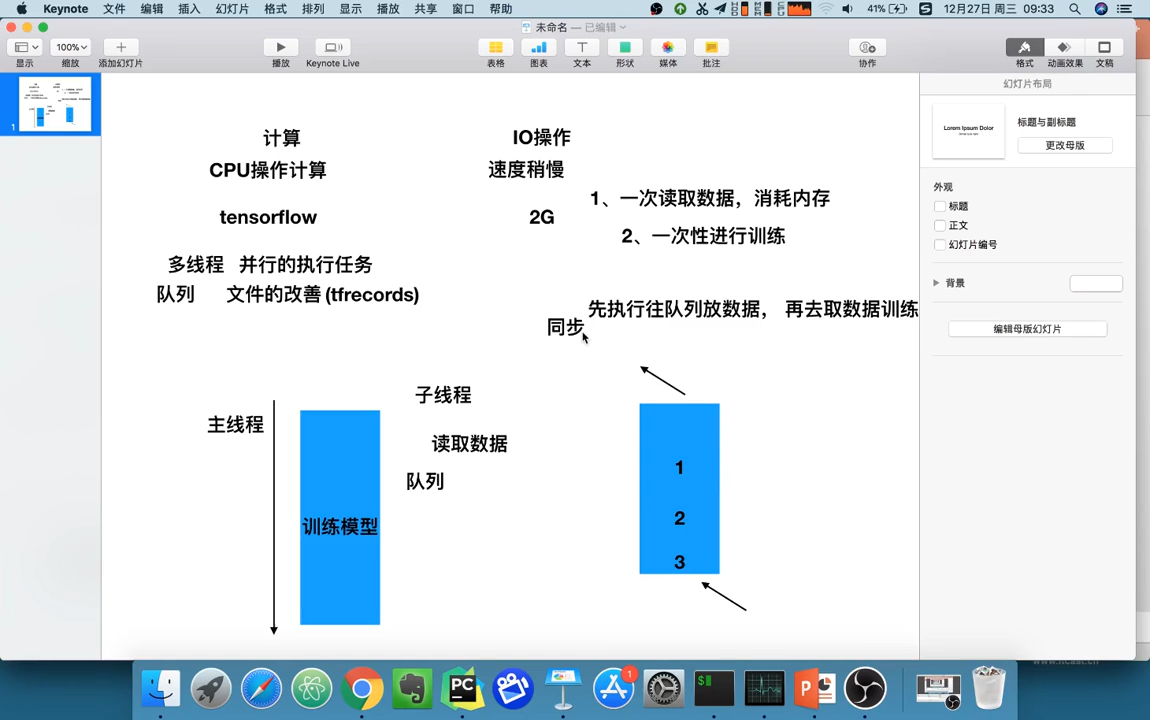 Keynote 文件 编辑 插入 幻灯片 格式 排列 显示 播放 共享 窗口 帮助 41% 12月27日 周三 09:33
未命名 — 已编辑
100%
显示 缩放 添加幻灯片 播放 Keynote Live 表格 图表 文本 形状 媒体 批注 协作 格式 动画效果 文稿
幻灯片布局
Lorem Ipsum Dolor
标题与副标题
更改母版
外观
标题
正文
幻灯片编号
背景
编辑母版幻灯片
1
计算
IO操作
CPU操作计算
速度稍慢
1、一次读取数据，消耗内存
tensorflow
2G
2、一次性进行训练
多线程 并行的执行任务
队列 文件的改善(tfrecords)
先执行往队列放数据， 再去取数据训练
同步
子线程
主线程
读取数据
队列
训练模型
1
2
3
PC
1
$
P
www.itcast.cn